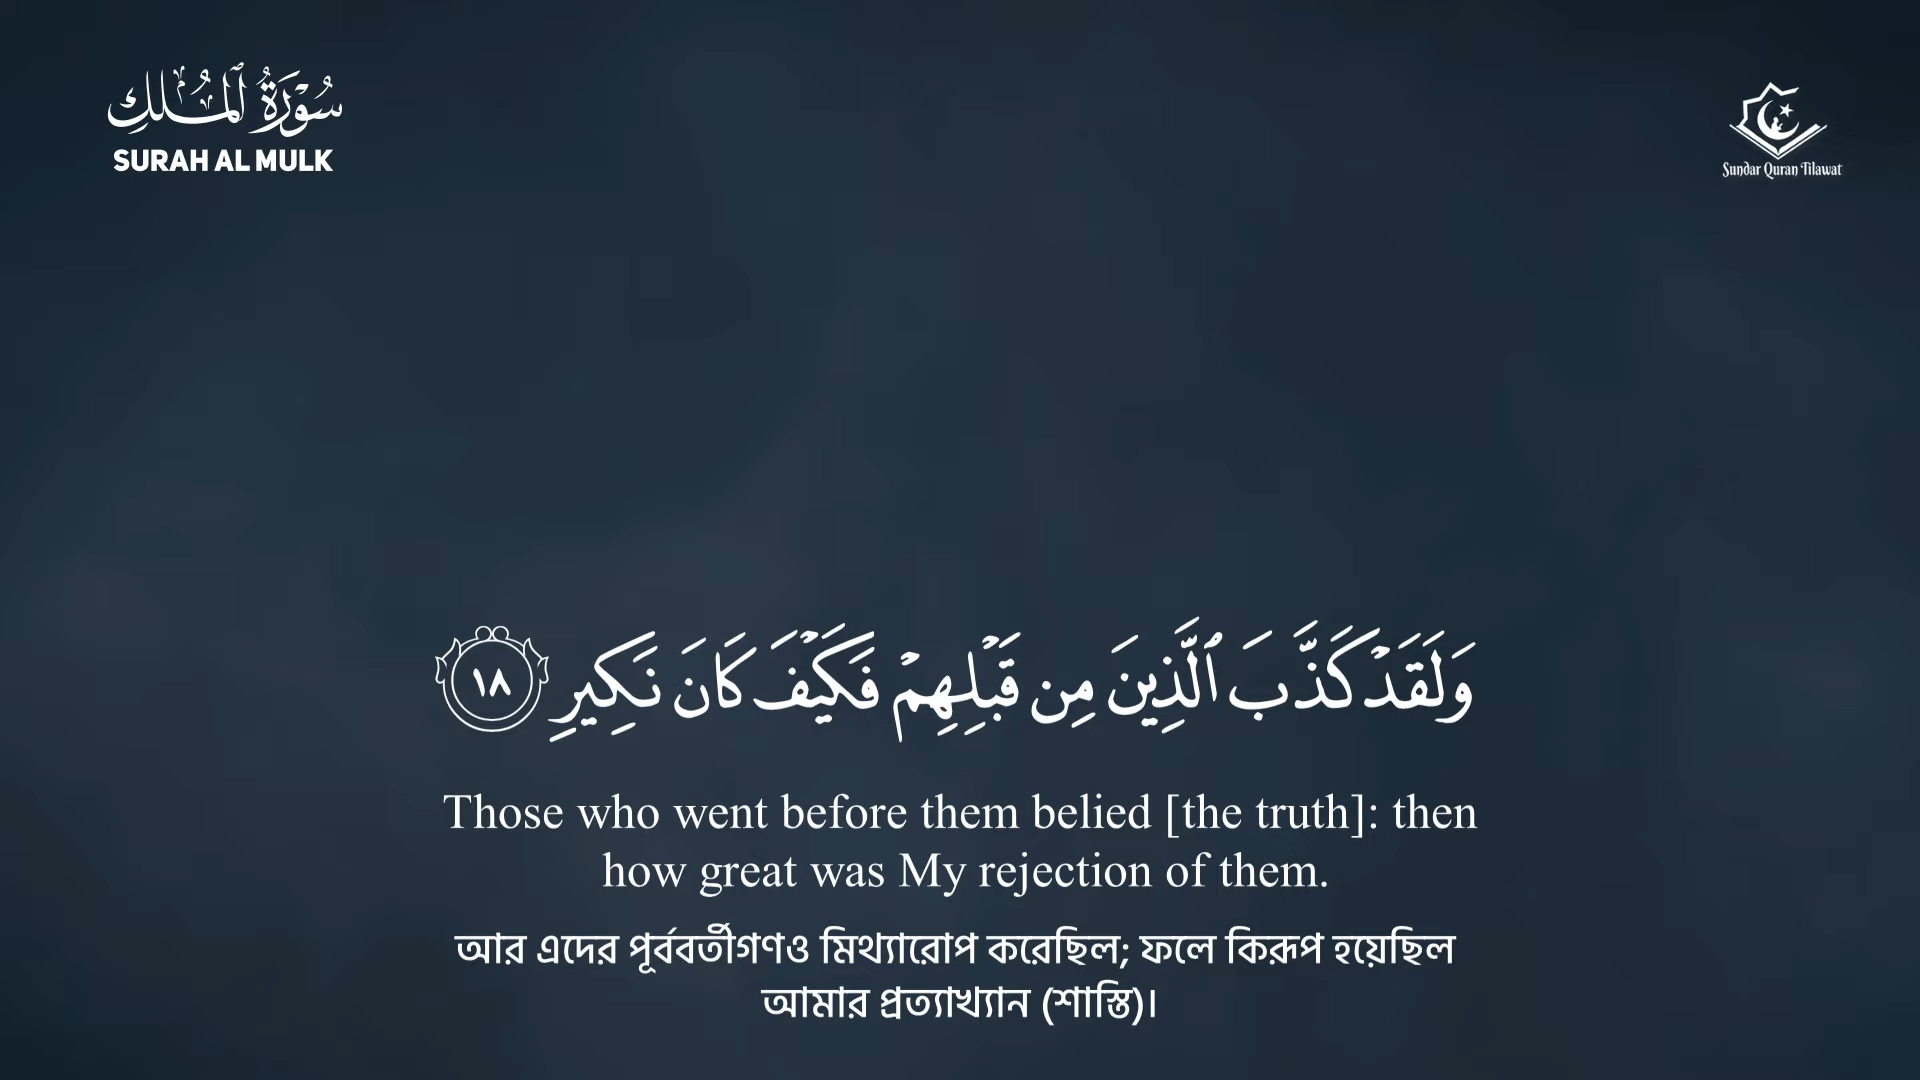 سُورَةُ ٱلْمُلْكِ
SURAH AL MULK
Sundar Quran Tilawat
وَلَقَدْ كَذَّبَ ٱلَّذِينَ مِن قَبْلِهِمْ فَكَيْفَ كَانَ نَكِيرِ ١٨
Those who went before them belied [the truth]: then
how great was My rejection of them.
আর এদের পূর্ববর্তীগণও মিথ্যারোপ করেছিল; ফলে কিরূপ হয়েছিল
আমার প্রত্যাখ্যান (শাস্তি)।